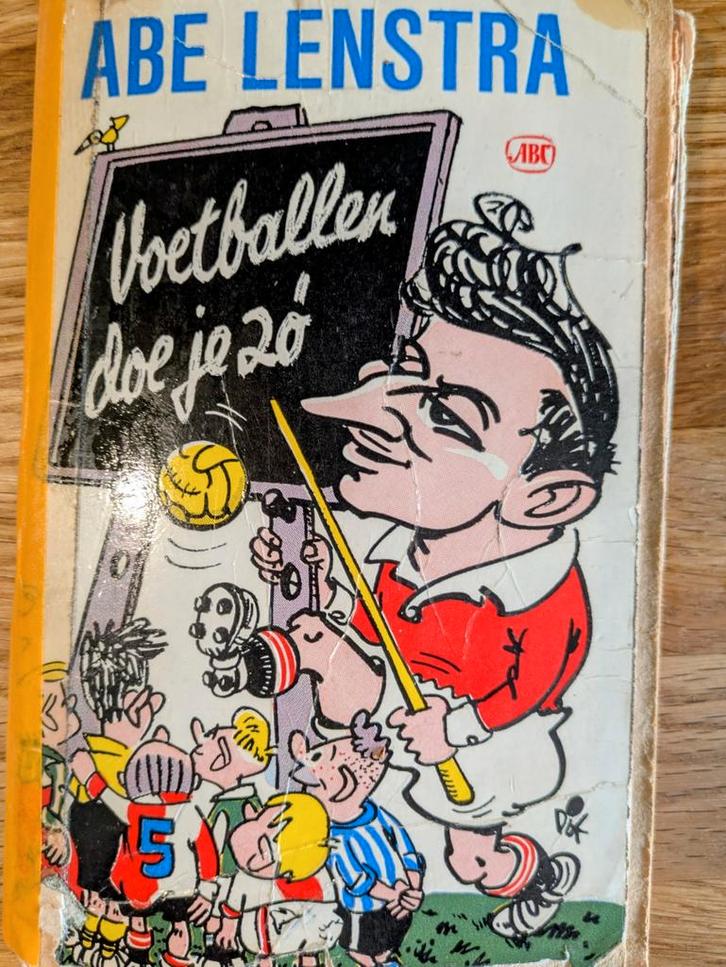 ABE LENSTRA
ABC
Voetballen
doe je zó
5
Dik